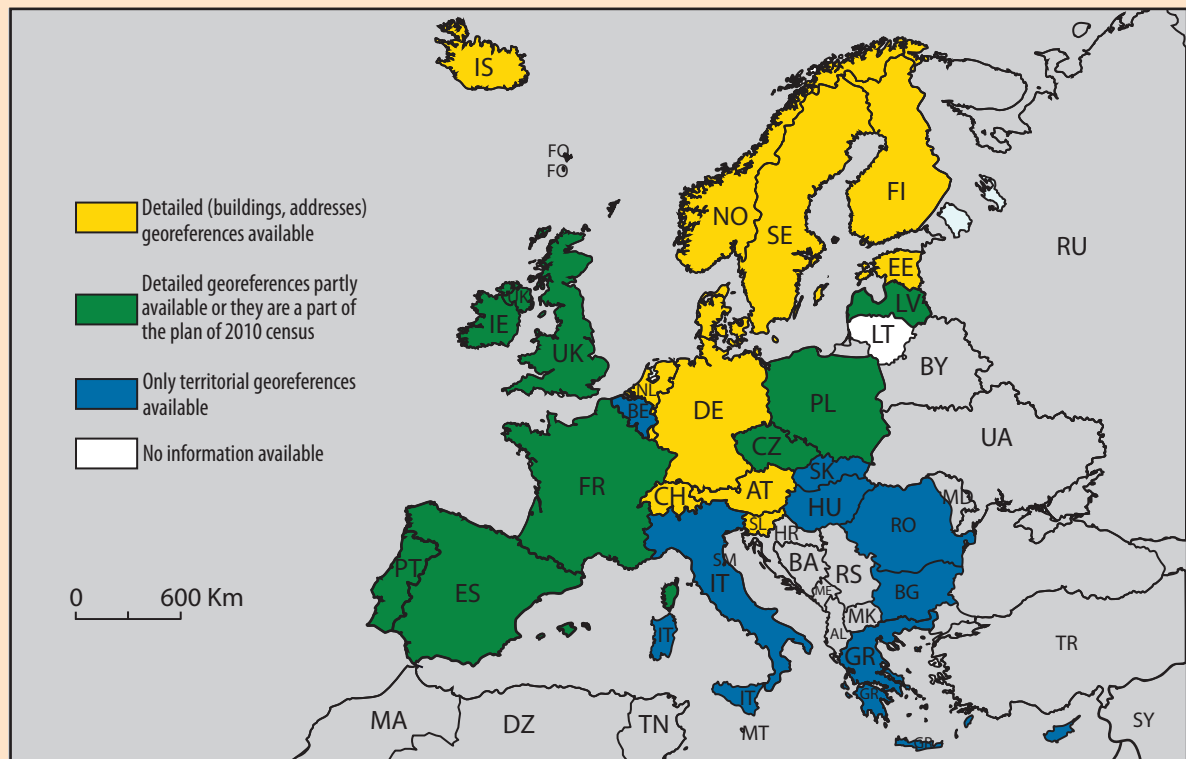 IS
FO
FO
Detailed (buildings, addresses)
georeferences available
Detailed georeferences partly
available or they are a part of
the plan of 2010 census
Only territorial georeferences
available
No information available
0 600 Km
NO
SE
FI
RU
EE
LV
LT
BY
UK
IE
UK
NL
BE
DE
PL
CZ
UA
SK
FR
CH
AT
HU
MD
SL
HR
RO
SM
BA
RS
IT
ME
BG
PT
ES
MK
AL
IT
GR
TR
GR
IT
MA
DZ
TN
MT
GR
SY